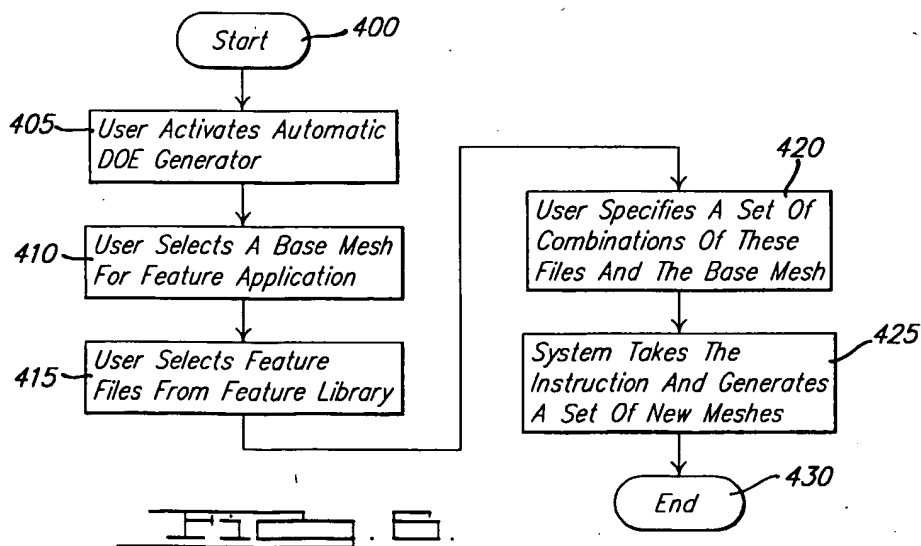 Start
400
405
User Activates Automatic
DOE Generator
410
User Selects A Base Mesh
For Feature Application
415
User Selects Feature
Files From Feature Library
420
User Specifies A Set Of
Combinations Of These
Files And The Base Mesh
425
System Takes The
Instruction And Generates
A Set Of New Meshes
End
430